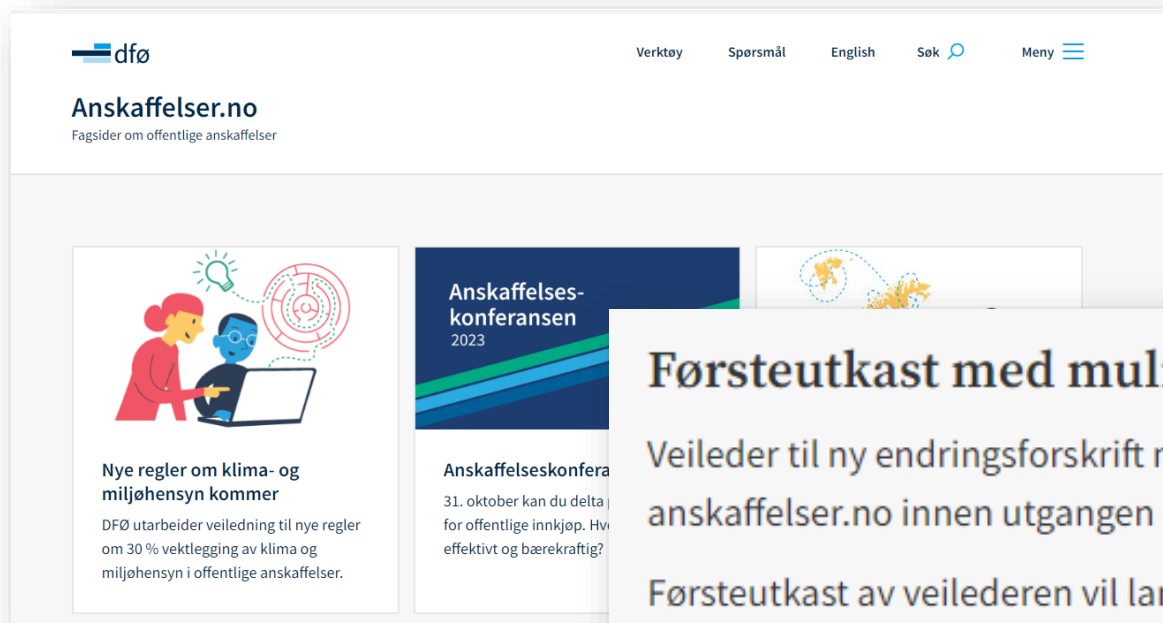 dfø
Verktøy Spørsmål English Søk Meny
Anskaffelser.no
Fagsider om offentlige anskaffelser
Anskaffelses-
konferansen
2023
Nye regler om klima- og
miljøhensyn kommer
DFØ utarbeider veiledning til nye regler
om 30 % vektlegging av klima og
miljøhensyn i offentlige anskaffelser.
31. oktober kan du delta
for offentlige innkjøp.
effektivt og bærekraftig?
Førsteutkast med
Veileder til ny endringsforskrift
anskaffelser.no innen utgangen
Førsteutkast av veilederen vil